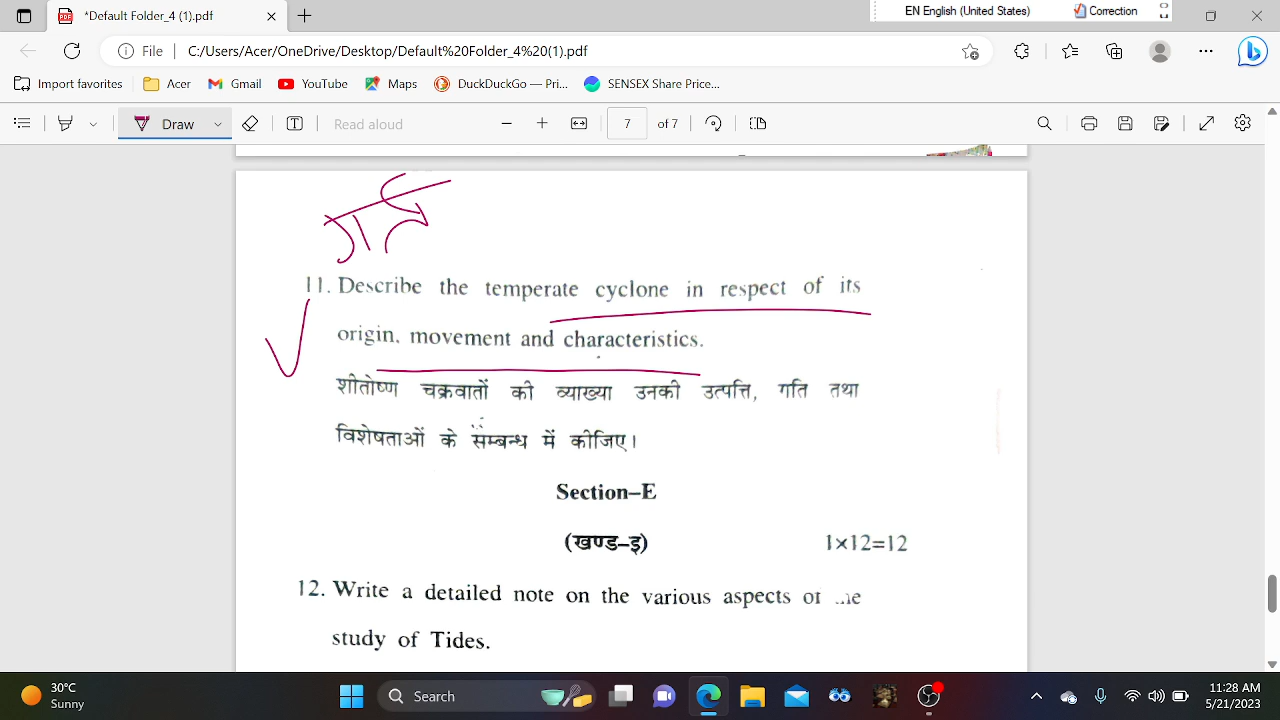 *Default Folder_4 (1).pdf
EN English (United States)
Correction
File
C:/Users/Acer/OneDrive/Desktop/Default%20Folder_4%20(1).pdf
Import favorites
Acer
Gmail
YouTube
Maps
DuckDuckGo — Pri...
SENSEX Share Price...
Draw
Read aloud
7
of 7
11. Describe the temperate cyclone in respect of its
origin, movement and characteristics.
शीतोष्ण चक्रवातों की व्याख्या उनकी उत्पत्ति, गति तथा
विशेषताओं के सम्बन्ध में कीजिए।
Section–E
(खण्ड–इ)
1×12=12
12. Write a detailed note on the various aspects of
study of Tides.
30°C
Sunny
Search
11:28 AM
5/21/2023